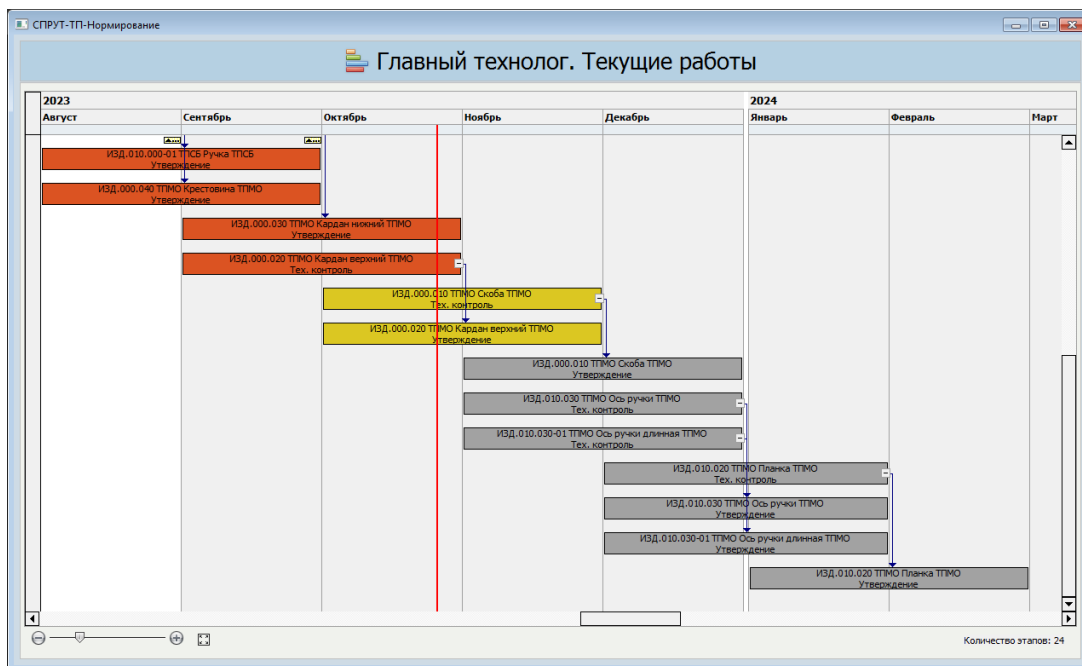 СПРУТ-ТП-Нормирование
Главный технолог. Текущие работы
2023
2024
Август
Сентябрь
Октябрь
Ноябрь
Декабрь
Январь
Февраль
Март
ИЗД.010.000-01 ТПСБ Ручка ТПСБ
Утверждение
ИЗД.000.040 ТПМО Крестовина ТПМО
Утверждение
ИЗД.000.030 ТПМО Кардан нижний ТПМО
Утверждение
ИЗД.000.020 ТПМО Кардан верхний ТПМО
Тех. контроль
ИЗД.000.010 ТПМО Скоба ТПМО
Тех. контроль
ИЗД.000.020 ТПМО Кардан верхний ТПМО
Утверждение
ИЗД.000.010 ТПМО Скоба ТПМО
Утверждение
ИЗД.010.030 ТПМО Ось ручки ТПМО
Тех. контроль
ИЗД.010.030-01 ТПМО Ось ручки длинная ТПМО
Тех. контроль
ИЗД.010.020 ТПМО Планка ТПМО
Тех. контроль
ИЗД.010.030 ТПМО Ось ручки ТПМО
Утверждение
ИЗД.010.030-01 ТПМО Ось ручки длинная ТПМО
Утверждение
ИЗД.010.020 ТПМО Планка ТПМО
Утверждение
Количество этапов: 24